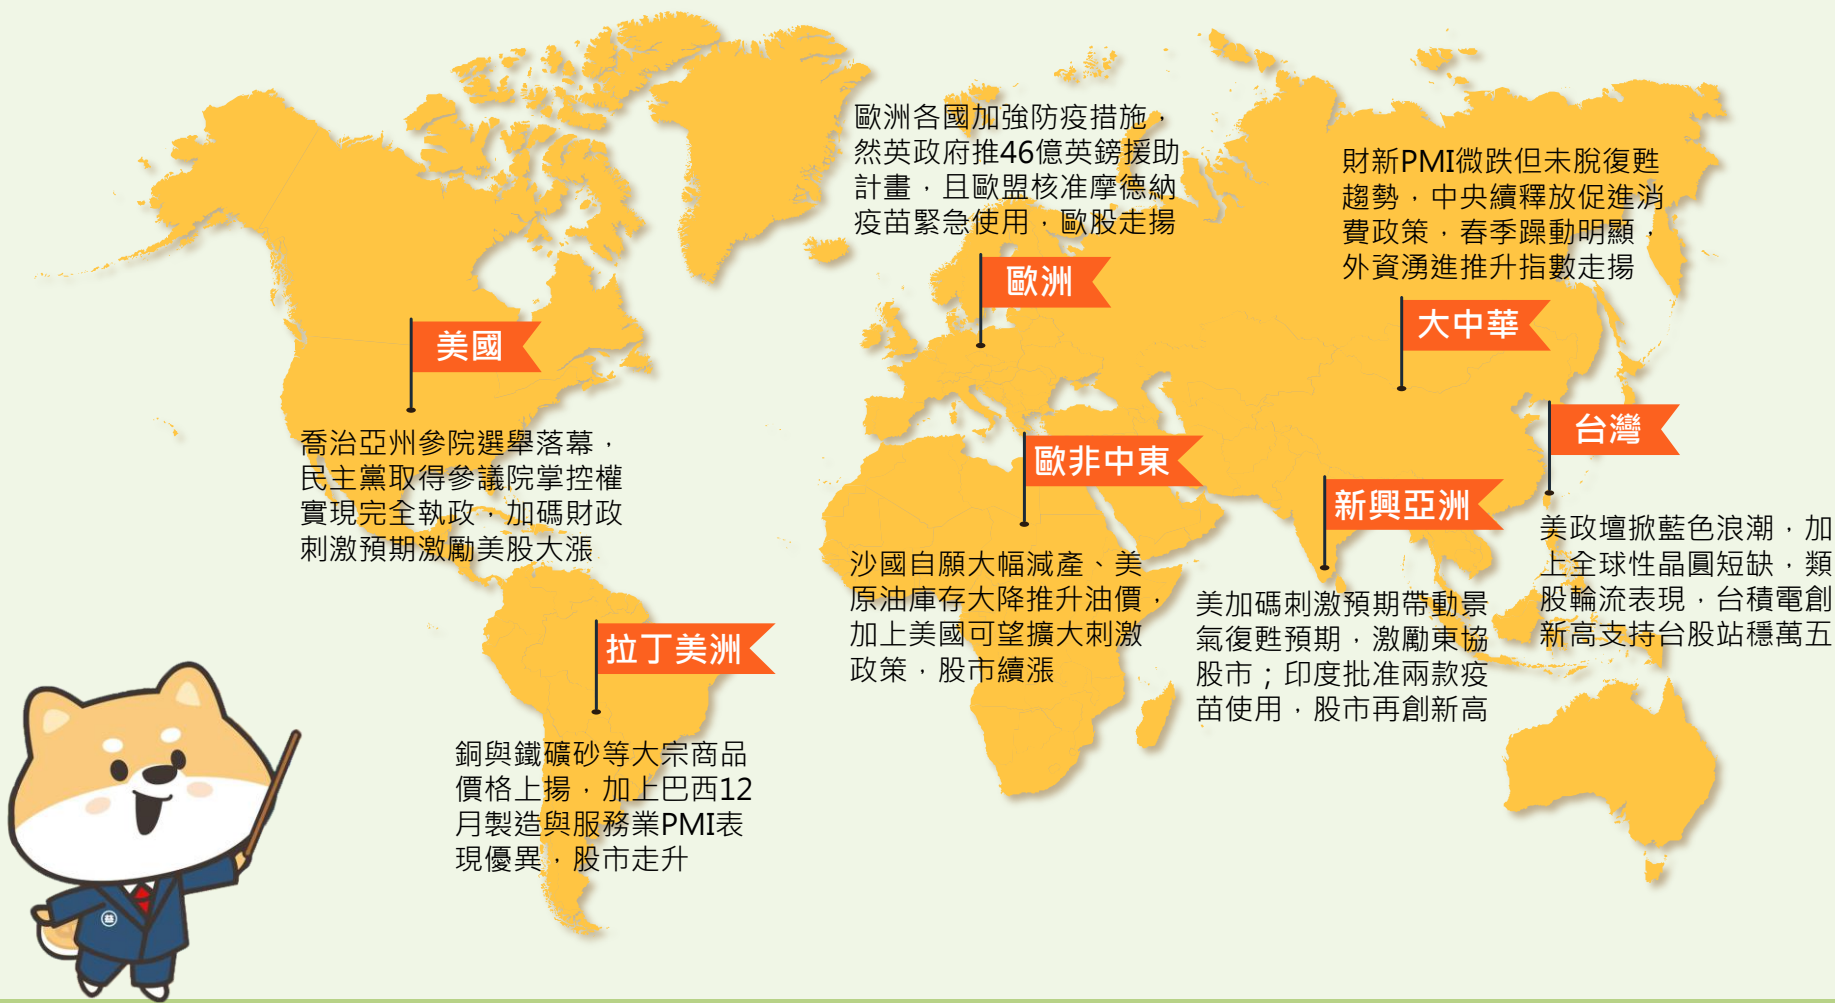 歐洲各國加強防疫措施，
然英政府推46億英鎊援助
計畫，且歐盟核准摩德納
疫苗緊急使用，歐股走揚
歐洲
財新PMI微跌但未脫復甦
趨勢，中央續釋放促進消
費政策，春季躁動明顯，
外資湧進推升指數走揚
大中華
美國
喬治亞州參院選舉落幕，
民主黨取得參議院掌控權
實現完全執政，加碼財政
刺激預期激勵美股大漲
歐非中東
沙國自願大幅減產、美
原油庫存大降推升油價，
加上美國可望擴大刺激
政策，股市續漲
新興亞洲
美加碼刺激預期帶動景
氣復甦預期，激勵東協
股市；印度批准兩款疫
苗使用，股市再創新高
台灣
美政壇掀藍色浪潮，加
上全球性晶圓短缺，類
股輪流表現，台積電創
新高支持台股站穩萬五
拉丁美洲
銅與鐵礦砂等大宗商品
價格上揚，加上巴西12
月製造與服務業PMI表
現優異，股市走升